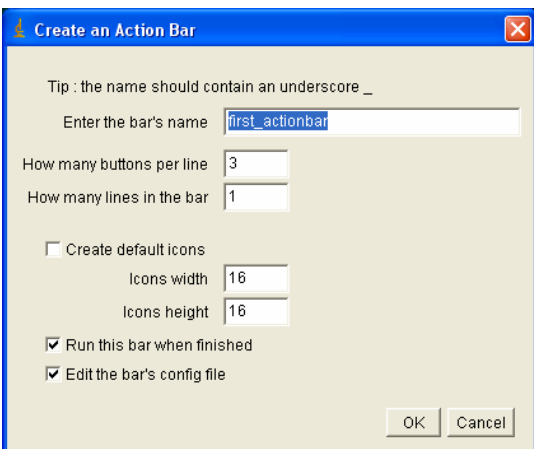 Create an Action Bar
Tip : the name should contain an underscore _
Enter the bar's name first_actionbar
How many buttons per line 3
How many lines in the bar 1
Create default icons
Icons width 16
Icons height 16
Run this bar when finished
Edit the bar's config file
OK Cancel